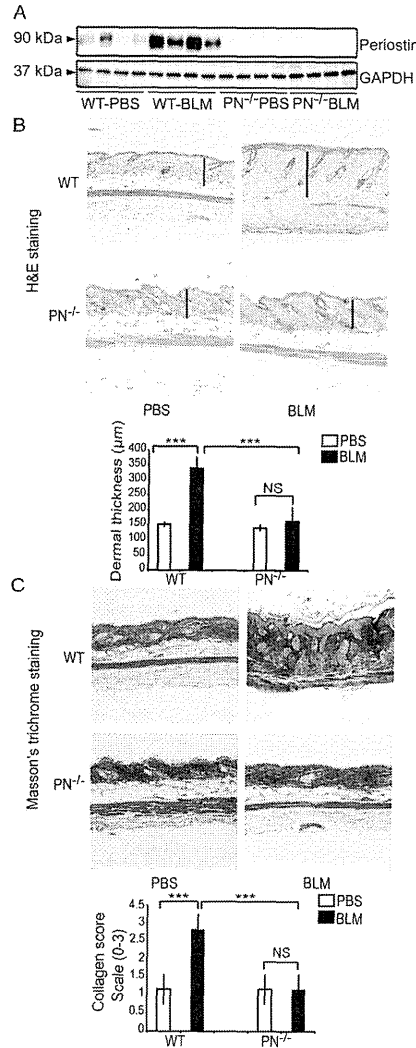 A
90 kDa
Periostin
37 kDa
GAPDH
WT-PBS WT-BLM PN-/-PBS PN-/-BLM
B
WT
H&E staining
PN-/-
PBS BLM
*** ***
PBS
BLM
NS
Dermal thickness (µm)
400
350
300
250
200
150
100
50
0
WT PN-/-
C
WT
Masson's trichrome staining
PN-/-
PBS BLM
*** ***
PBS
BLM
NS
Collagen score
Scale (0-3)
4.5
4
3.5
3
2.5
2
1.5
1
0.5
0
WT PN-/-